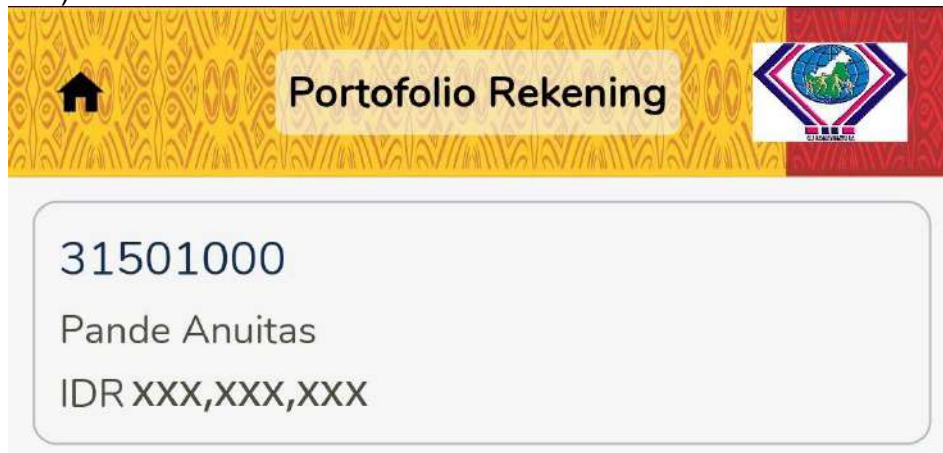 Portofolio Rekening
31501000
Pande Anuitas
IDR XXX,XXX,XXX